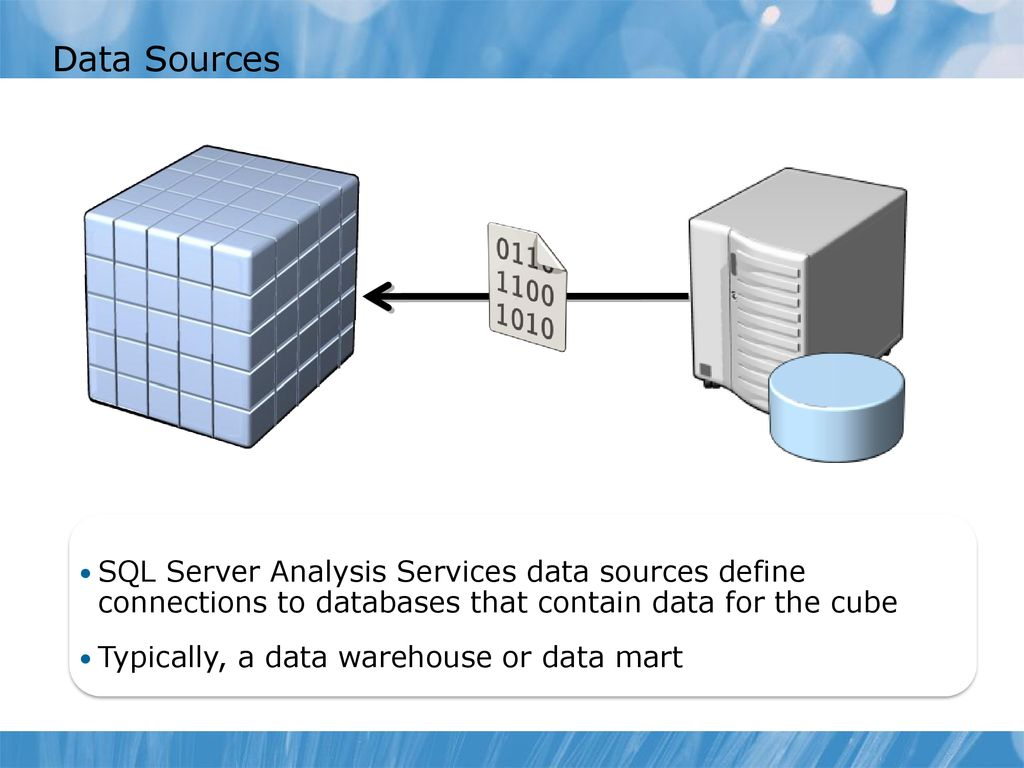 Data Sources
0110
1100
1010
• SQL Server Analysis Services data sources define
connections to databases that contain data for the cube
• Typically, a data warehouse or data mart